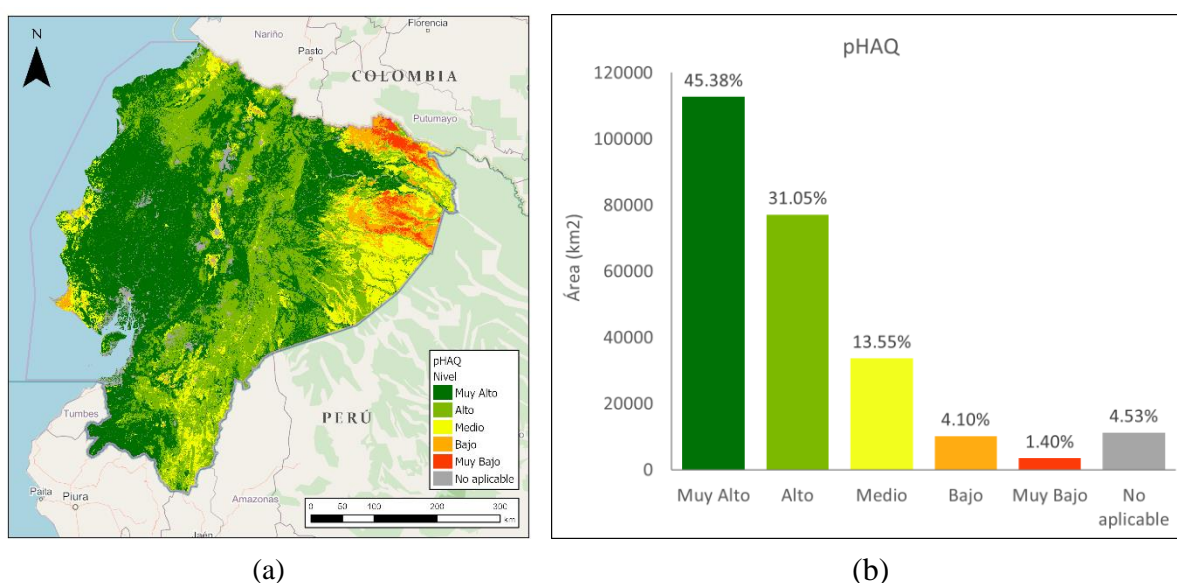 N
Nariño
Florencia
Pasto
COLOMBIA
Putumayo
PERÚ
Tumbes
Paita
Piura
Amazonas
Jaén
pHAQ
Nivel
Muy Alto
Alto
Medio
Bajo
Muy Bajo
No aplicable
0 50 100 200 300
km
(a)
pHAQ
Área (km2)
120000
100000
80000
60000
40000
20000
0
45.38%
31.05%
13.55%
4.10%
1.40%
4.53%
Muy Alto Alto Medio Bajo Muy Bajo No
aplicable
(b)